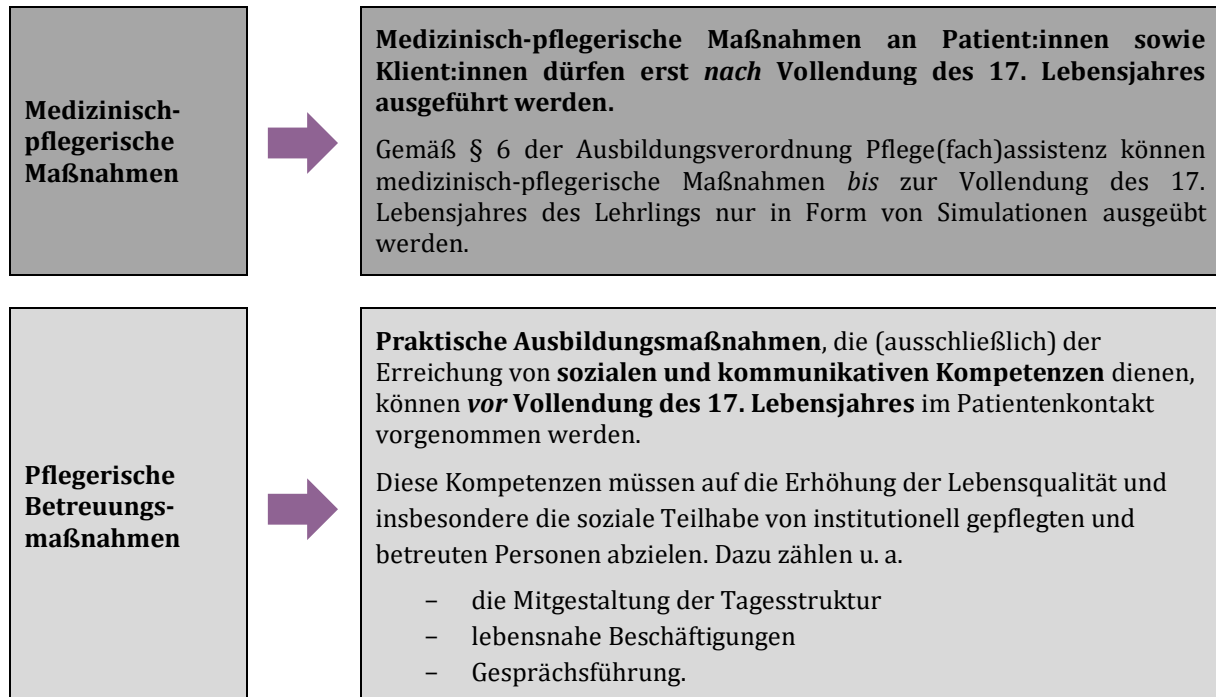 Medizinisch-
pflegerische
Maßnahmen
Medizinisch-pflegerische Maßnahmen an Patient:innen sowie
Klient:innen dürfen erst nach Vollendung des 17. Lebensjahres
ausgeführt werden.
Gemäß § 6 der Ausbildungsverordnung Pflege(fach)assistenz können
medizinisch-pflegerische Maßnahmen bis zur Vollendung des 17.
Lebensjahres des Lehrlings nur in Form von Simulationen ausgeübt
werden.
Pflegerische
Betreuungs-
maßnahmen
Praktische Ausbildungsmaßnahmen, die (ausschließlich) der
Erreichung von sozialen und kommunikativen Kompetenzen dienen,
können vor Vollendung des 17. Lebensjahres im Patientenkontakt
vorgenommen werden.
Diese Kompetenzen müssen auf die Erhöhung der Lebensqualität und
insbesondere die soziale Teilhabe von institutionell gepflegten und
betreuten Personen abzielen. Dazu zählen u. a.
– die Mitgestaltung der Tagesstruktur
– lebensnahe Beschäftigungen
– Gesprächsführung.